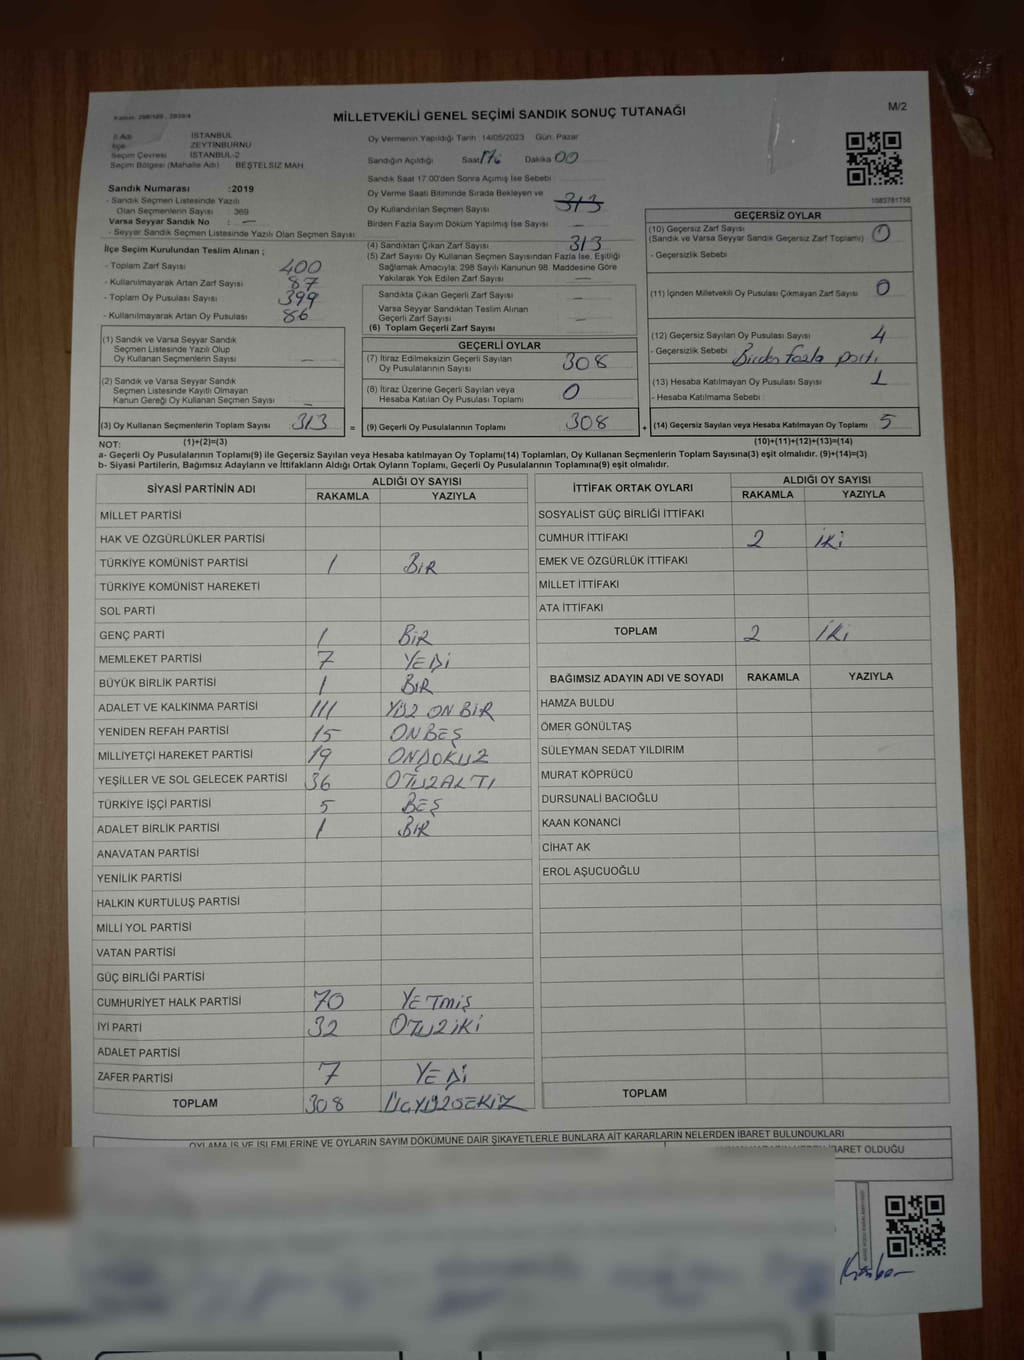 MİLLETVEKİLİ GENEL SEÇİMİ SANDIK SONUÇ TUTANAĞI
M/2
İl Adı İSTANBUL
İlçe ZEYTİNBURNU
Seçim Çevresi İSTANBUL-2
Seçim Bölgesi (Mahalle Adı) BEŞTELSİZ MAH.
Oy Vermenin Yapıldığı Tarih 14/05/2023 Gün: Pazar
Sandığın Açıldığı Saat 17 Dakika 00
Sandık Saat 17.00'den Sonra Açılmış İse Sebebi
Oy Verme Saati Bitiminde Sırada Bekleyen ve
Oy Kullandırılan Seçmen Sayısı 313
Birden Fazla Sayım Döküm Yapılmış İse Sayısı —
1083781758
Sandık Numarası :2019
- Sandık Seçmen Listesinde Yazılı
Olan Seçmenlerin Sayısı : 369
Varsa Seyyar Sandık No : —
- Seyyar Sandık Seçmen Listesinde Yazılı Olan Seçmen Sayısı
İlçe Seçim Kurulundan Teslim Alınan ;
- Toplam Zarf Sayısı 400
- Kullanılmayarak Artan Zarf Sayısı 87
- Toplam Oy Pusulası Sayısı 399
- Kullanılmayarak Artan Oy Pusulası 86
(1) Sandık ve Varsa Seyyar Sandık
Seçmen Listesinde Yazılı Olup
Oy Kullanan Seçmenlerin Sayısı —
(2) Sandık ve Varsa Seyyar Sandık
Seçmen Listesinde Kayıtlı Olmayan
Kanun Gereği Oy Kullanan Seçmen Sayısı —
(3) Oy Kullanan Seçmenlerin Toplam Sayısı 313 =
(4) Sandıktan Çıkan Zarf Sayısı 313
(5) Zarf Sayısı Oy Kullanan Seçmen Sayısından Fazla İse, Eşitliği
Sağlamak Amacıyla; 298 Sayılı Kanunun 98. Maddesine Göre
Yakılarak Yok Edilen Zarf Sayısı —
Sandıkta Çıkan Geçerli Zarf Sayısı —
Varsa Seyyar Sandıktan Teslim Alınan
Geçerli Zarf Sayısı —
(6) Toplam Geçerli Zarf Sayısı
GEÇERLİ OYLAR
(7) İtiraz Edilmeksizin Geçerli Sayılan
Oy Pusulalarının Sayısı 308
(8) İtiraz Üzerine Geçerli Sayılan veya
Hesaba Katılan Oy Pusulası Toplamı 0
(9) Geçerli Oy Pusulalarının Toplamı 308 +
GEÇERSİZ OYLAR
(10) Geçersiz Zarf Sayısı 0
(Sandık ve Varsa Seyyar Sandık Geçersiz Zarf Toplamı)
- Geçersizlik Sebebi
(11) İçinden Milletvekili Oy Pusulası Çıkmayan Zarf Sayısı 0
(12) Geçersiz Sayılan Oy Pusulası Sayısı 4
- Geçersizlik Sebebi Birden fazla parti
(13) Hesaba Katılmayan Oy Pusulası Sayısı 1
- Hesaba Katılmama Sebebi
(14) Geçersiz Sayılan veya Hesaba Katılmayan Oy Toplamı 5
NOT: (1)+(2)=(3) (10)+(11)+(12)+(13)=(14)
a- Geçerli Oy Pusulalarının Toplamı(9) ile Geçersiz Sayılan veya Hesaba katılmayan Oy Toplamı(14) Toplamları, Oy Kullanan Seçmenlerin Toplam Sayısına(3) eşit olmalıdır. (9)+(14)=(3)
b- Siyasi Partilerin, Bağımsız Adayların ve İttifakların Aldığı Ortak Oyların Toplamı, Geçerli Oy Pusulalarının Toplamına(9) eşit olmalıdır.
SİYASİ PARTİNİN ADI ALDIĞI OY SAYISI
RAKAMLA YAZIYLA
MİLLET PARTİSİ
HAK VE ÖZGÜRLÜKLER PARTİSİ
TÜRKİYE KOMÜNİST PARTİSİ 1 BİR
TÜRKİYE KOMÜNİST HAREKETİ
SOL PARTİ
GENÇ PARTİ 1 BİR
MEMLEKET PARTİSİ 7 YEDİ
BÜYÜK BİRLİK PARTİSİ 1 BİR
ADALET VE KALKINMA PARTİSİ 111 YÜZ ON BİR
YENİDEN REFAH PARTİSİ 15 ONBEŞ
MİLLİYETÇİ HAREKET PARTİSİ 19 ONDOKUZ
YEŞİLLER VE SOL GELECEK PARTİSİ 36 OTUZALTI
TÜRKİYE İŞÇİ PARTİSİ 5 BEŞ
ADALET BİRLİK PARTİSİ 1 BİR
ANAVATAN PARTİSİ
YENİLİK PARTİSİ
HALKIN KURTULUŞ PARTİSİ
MİLLİ YOL PARTİSİ
VATAN PARTİSİ
GÜÇ BİRLİĞİ PARTİSİ
CUMHURİYET HALK PARTİSİ 70 YETMİŞ
İYİ PARTİ 32 OTUZİKİ
ADALET PARTİSİ
ZAFER PARTİSİ 7 YEDİ
TOPLAM 308 ÜÇYÜZSEKİZ
İTTİFAK ORTAK OYLARI ALDIĞI OY SAYISI
RAKAMLA YAZIYLA
SOSYALİST GÜÇ BİRLİĞİ İTTİFAKI
CUMHUR İTTİFAKI 2 İKİ
EMEK VE ÖZGÜRLÜK İTTİFAKI
MİLLET İTTİFAKI
ATA İTTİFAKI
TOPLAM 2 İKİ
BAĞIMSIZ ADAYIN ADI VE SOYADI RAKAMLA YAZIYLA
HAMZA BULDU
ÖMER GÖNÜLTAŞ
SÜLEYMAN SEDAT YILDIRIM
MURAT KÖPRÜCÜ
DURSUNALİ BACIOĞLU
KAAN KONANCİ
CİHAT AK
EROL AŞUCUOĞLU
TOPLAM
OYLAMA İŞ VE İŞLEMLERİNE VE OYLARIN SAYIM DÖKÜMÜNE DAİR ŞİKAYETLERLE BUNLARA AİT KARARLARIN NELERDEN İBARET BULUNDUKLARI
İBARET OLDUĞU